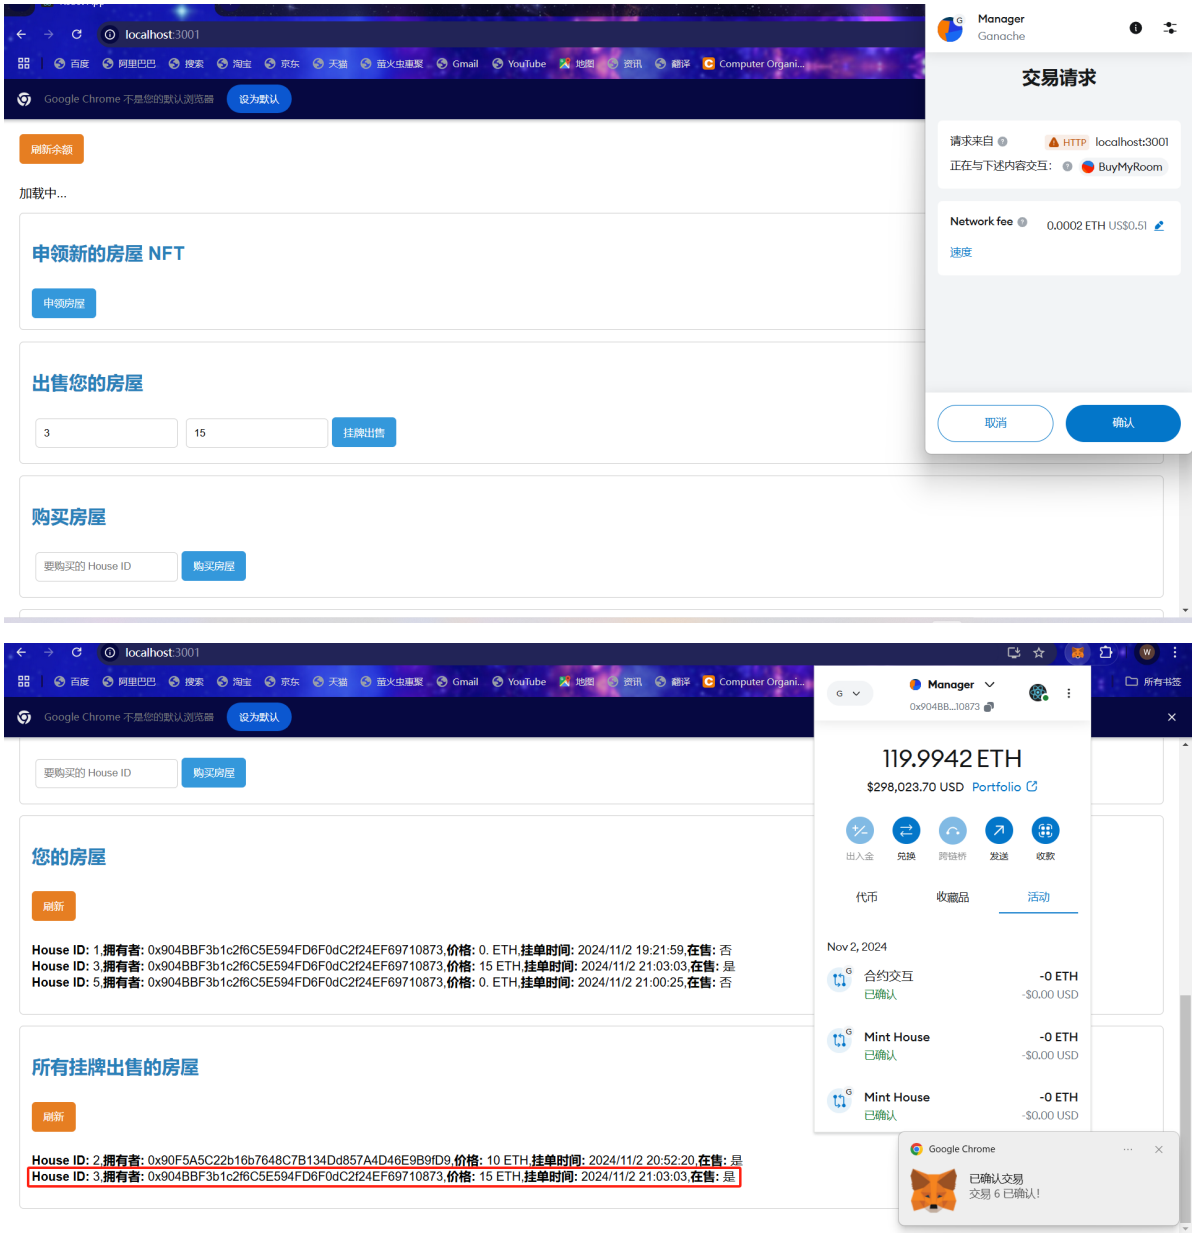 localhost:3001
百度 阿里巴巴 搜索 淘宝 京东 天猫 萤火虫惠聚 Gmail YouTube 地图 资讯 翻译 Computer Organi...
Google Chrome 不是您的默认浏览器 设为默认
刷新余额
加载中...
申领新的房屋 NFT
申领房屋
出售您的房屋
3 15 挂牌出售
购买房屋
要购买的 House ID 购买房屋
G Manager
Ganache
交易请求
请求来自 HTTP localhost:3001
正在与下述内容交互: BuyMyRoom
Network fee 0.0002 ETH US$0.51
速度
取消 确认
localhost:3001 W
百度 阿里巴巴 搜索 淘宝 京东 天猫 萤火虫惠聚 Gmail YouTube 地图 资讯 翻译 Computer Organi... 所有书签
Google Chrome 不是您的默认浏览器 设为默认
要购买的 House ID 购买房屋
您的房屋
刷新
House ID: 1,拥有者: 0x904BBF3b1c2f6C5E594FD6F0dC2f24EF69710873,价格: 0. ETH,挂单时间: 2024/11/2 19:21:59,在售: 否
House ID: 3,拥有者: 0x904BBF3b1c2f6C5E594FD6F0dC2f24EF69710873,价格: 15 ETH,挂单时间: 2024/11/2 21:03:03,在售: 是
House ID: 5,拥有者: 0x904BBF3b1c2f6C5E594FD6F0dC2f24EF69710873,价格: 0. ETH,挂单时间: 2024/11/2 21:00:25,在售: 否
所有挂牌出售的房屋
刷新
House ID: 2,拥有者: 0x90F5A5C22b16b7648C7B134Dd857A4D46E9B9fD9,价格: 10 ETH,挂单时间: 2024/11/2 20:52:20,在售: 是
House ID: 3,拥有者: 0x904BBF3b1c2f6C5E594FD6F0dC2f24EF69710873,价格: 15 ETH,挂单时间: 2024/11/2 21:03:03,在售: 是
G Manager
0x904BB...10873
119.9942 ETH
$298,023.70 USD Portfolio
出入金 兑换 跨链桥 发送 收款
代币 收藏品 活动
Nov 2, 2024
G 合约交互 -0 ETH
已确认 -$0.00 USD
G Mint House -0 ETH
已确认 -$0.00 USD
G Mint House -0 ETH
已确认 -$0.00 USD
Google Chrome
已确认交易
交易 6 已确认!